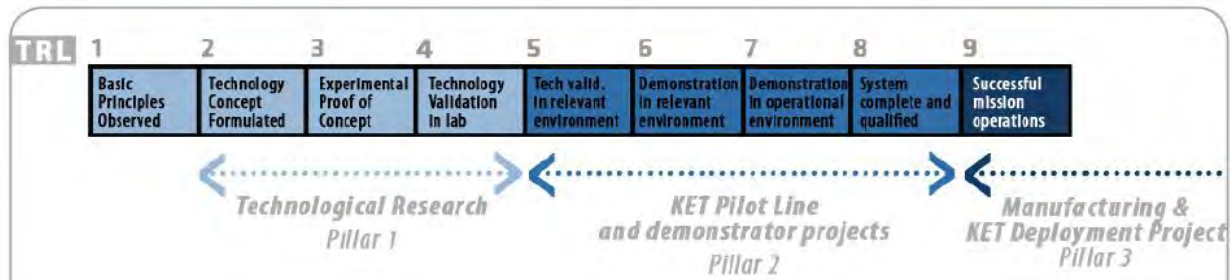 TRL 1 2 3 4 5 6 7 8 9
Basic
Principles
Observed
Technology
Concept
Formulated
Experimental
Proof of
Concept
Technology
Validation
in lab
Tech valid.
in relevant
environment
Demonstration
in relevant
environment
Demonstration
in operational
environment
System
complete and
qualified
Successful
mission
operations
Technological Research
Pillar 1
KET Pilot Line
and demonstrator projects
Pillar 2
Manufacturing &
KET Deployment Project
Pillar 3